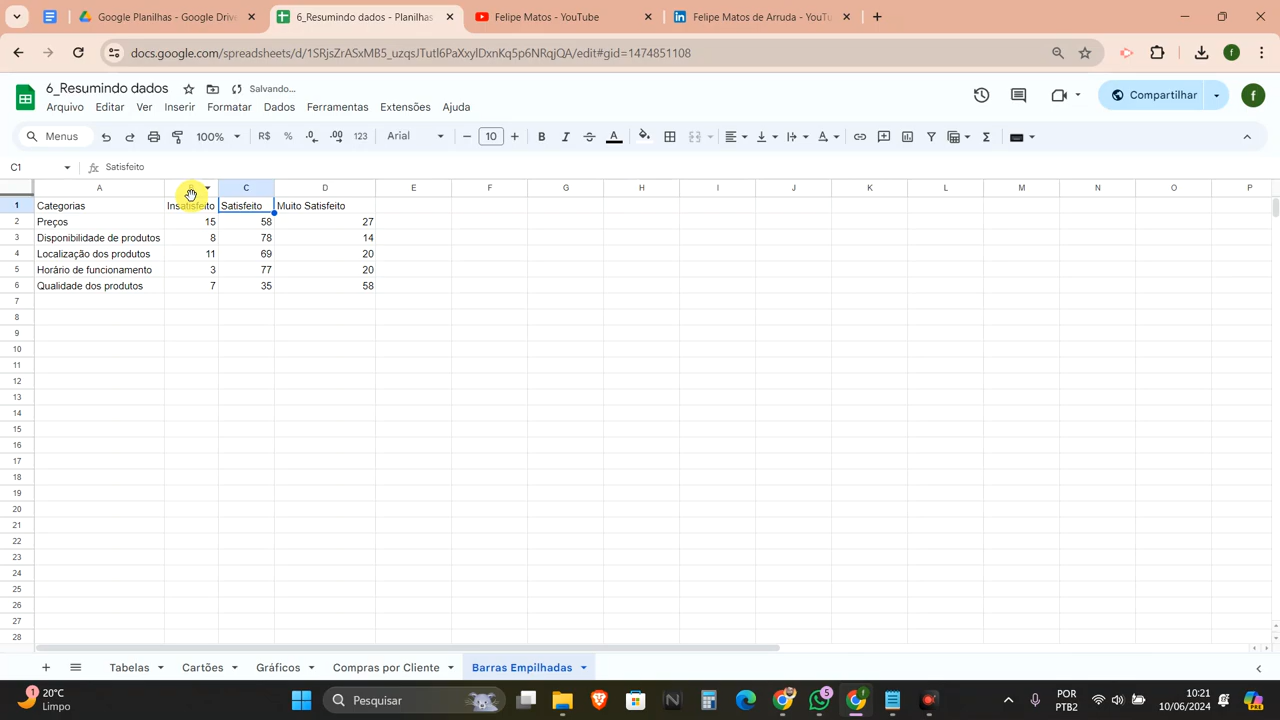 Google Planilhas - Google Drive
6_Resumindo dados - Planilhas
Felipe Matos - YouTube
Felipe Matos de Arruda - YouTu
docs.google.com/spreadsheets/d/1SRjsZrASxMB5_uzqsJTutl6PaXxylDxnKq5p6NRqjQA/edit#gid=1474851108
6_Resumindo dados
Salvando...
Arquivo Editar Ver Inserir Formatar Dados Ferramentas Extensões Ajuda
Compartilhar
f
Menus 100% R$ % .0 .00 123 Arial 10 B I S A
C1 fx Satisfeito
A C D E F G H I J K L M N O P
1 Categorias Insatisfeito Satisfeito Muito Satisfeito
2 Preços 15 58 27
3 Disponibilidade de produtos 8 78 14
4 Localização dos produtos 11 69 20
5 Horário de funcionamento 3 77 20
6 Qualidade dos produtos 7 35 58
7
8
9
10
11
12
13
14
15
16
17
18
19
20
21
22
23
24
25
26
27
28
Tabelas Cartões Gráficos Compras por Cliente Barras Empilhadas
1 20°C
Limpo
Pesquisar
5
POR
PTB2
10:21
10/06/2024